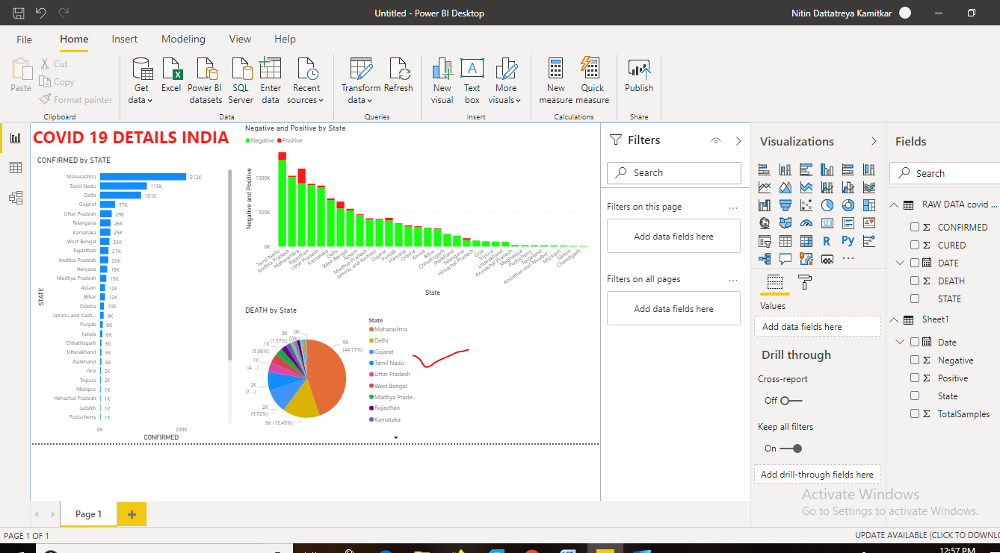 Untitled - Power BI Desktop
Nitin Dattatreya Kamitkar
File Home Insert Modeling View Help
Paste
Cut
Copy
Format painter
Clipboard
Get data
Excel
Power BI datasets
SQL Server
Enter data
Recent sources
Data
Transform data
Refresh
Queries
New visual
Text box
More visuals
Insert
New measure
Quick measure
Calculations
Publish
Share
COVID 19 DETAILS INDIA
CONFIRMED by STATE
STATE
Maharashtra 212K
Tamil Nadu 115K
Delhi 101K
Gujarat 37K
Uttar Pradesh 29K
Telangana 26K
Karnataka 25K
West Bengal 23K
Rajasthan 21K
Andhra Pradesh 20K
Haryana 18K
Madhya Pradesh 15K
Assam 12K
Bihar 12K
Odisha 10K
Jammu and Kash... 9K
Punjab 6K
Kerala 6K
Chhattisgarh 3K
Uttarakhand 3K
Jharkhand 3K
Goa 2K
Tripura 2K
Manipur 1K
Himachal Pradesh 1K
Ladakh 1K
Puducherry 1K
0K 200K
CONFIRMED
Negative and Positive by State
Negative Positive
Negative and Positive
1000K
500K
0K
Tamil Nadu
Andhra Pradesh
Maharashtra
Rajasthan
Uttar Pradesh
Karnataka
Delhi
West Bengal
Assam
Madhya Pradesh
Jammu and Kashmir
Gujarat
Punjab
Haryana
Odisha
Kerala
Bihar
Chhattisgarh
Jharkhand
Telangana
Himachal Pradesh
Goa
Tripura
Uttarakhand
Arunachal Pradesh
Meghalaya
Puducherry
Nagaland
Andaman and Nicobar
Mizoram
Sikkim
Chandigarh
State
DEATH by State
9K
(44.77%)
3K (15.45%)
2K
(9.72%)
2K
(7....)
1K
(4....)
1K
(3.06%)
0K
(1.37%)
0K
(0%)
State
Maharashtra
Delhi
Gujarat
Tamil Nadu
Uttar Pradesh
West Bengal
Madhya Prade...
Rajasthan
Karnataka
Filters
Search
Filters on this page ...
Add data fields here
Filters on all pages ...
Add data fields here
Visualizations
123
R
Py
...
Values
Add data fields here
Drill through
Cross-report
Off
Keep all filters
On
Add drill-through fields here
Fields
Search
RAW DATA covid ...
CONFIRMED
CURED
DATE
DEATH
STATE
Sheet1
Date
Negative
Positive
State
TotalSamples
Activate Windows
Go to Settings to activate Windows.
Page 1
PAGE 1 OF 1
UPDATE AVAILABLE (CLICK TO DOWNLO
12:57 PM